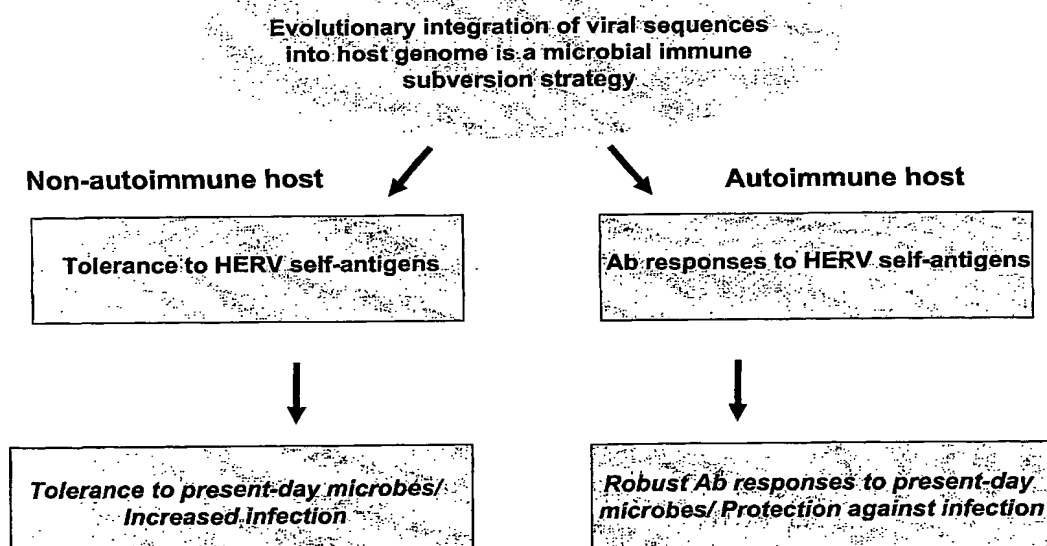 Evolutionary integration of viral sequences
into host genome is a microbial immune
subversion strategy
Non-autoimmune host
Autoimmune host
Tolerance to HERV self-antigens
Ab responses to HERV self-antigens
Tolerance to present-day microbes/
Increased infection
Robust Ab responses to present-day
microbes/ Protection against infection